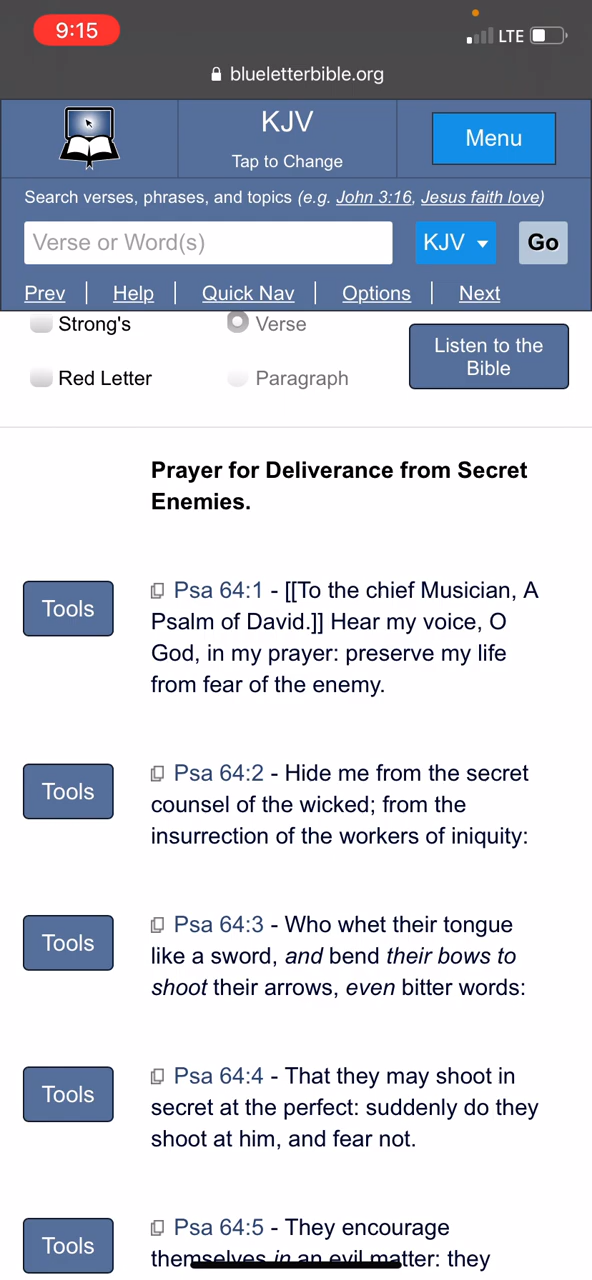 9:15
LTE
blueletterbible.org
KJV
Tap to Change
Menu
Search verses, phrases, and topics (e.g. John 3:16, Jesus faith love)
Verse or Word(s)
KJV
Go
Prev | Help | Quick Nav | Options | Next
Strong's
Verse
Listen to the
Bible
Red Letter
Paragraph
Prayer for Deliverance from Secret
Enemies.
Tools
Psa 64:1 - [[To the chief Musician, A
Psalm of David.]] Hear my voice, O
God, in my prayer: preserve my life
from fear of the enemy.
Tools
Psa 64:2 - Hide me from the secret
counsel of the wicked; from the
insurrection of the workers of iniquity:
Tools
Psa 64:3 - Who whet their tongue
like a sword, and bend their bows to
shoot their arrows, even bitter words:
Tools
Psa 64:4 - That they may shoot in
secret at the perfect: suddenly do they
shoot at him, and fear not.
Tools
Psa 64:5 - They encourage
themselves in an evil matter: they